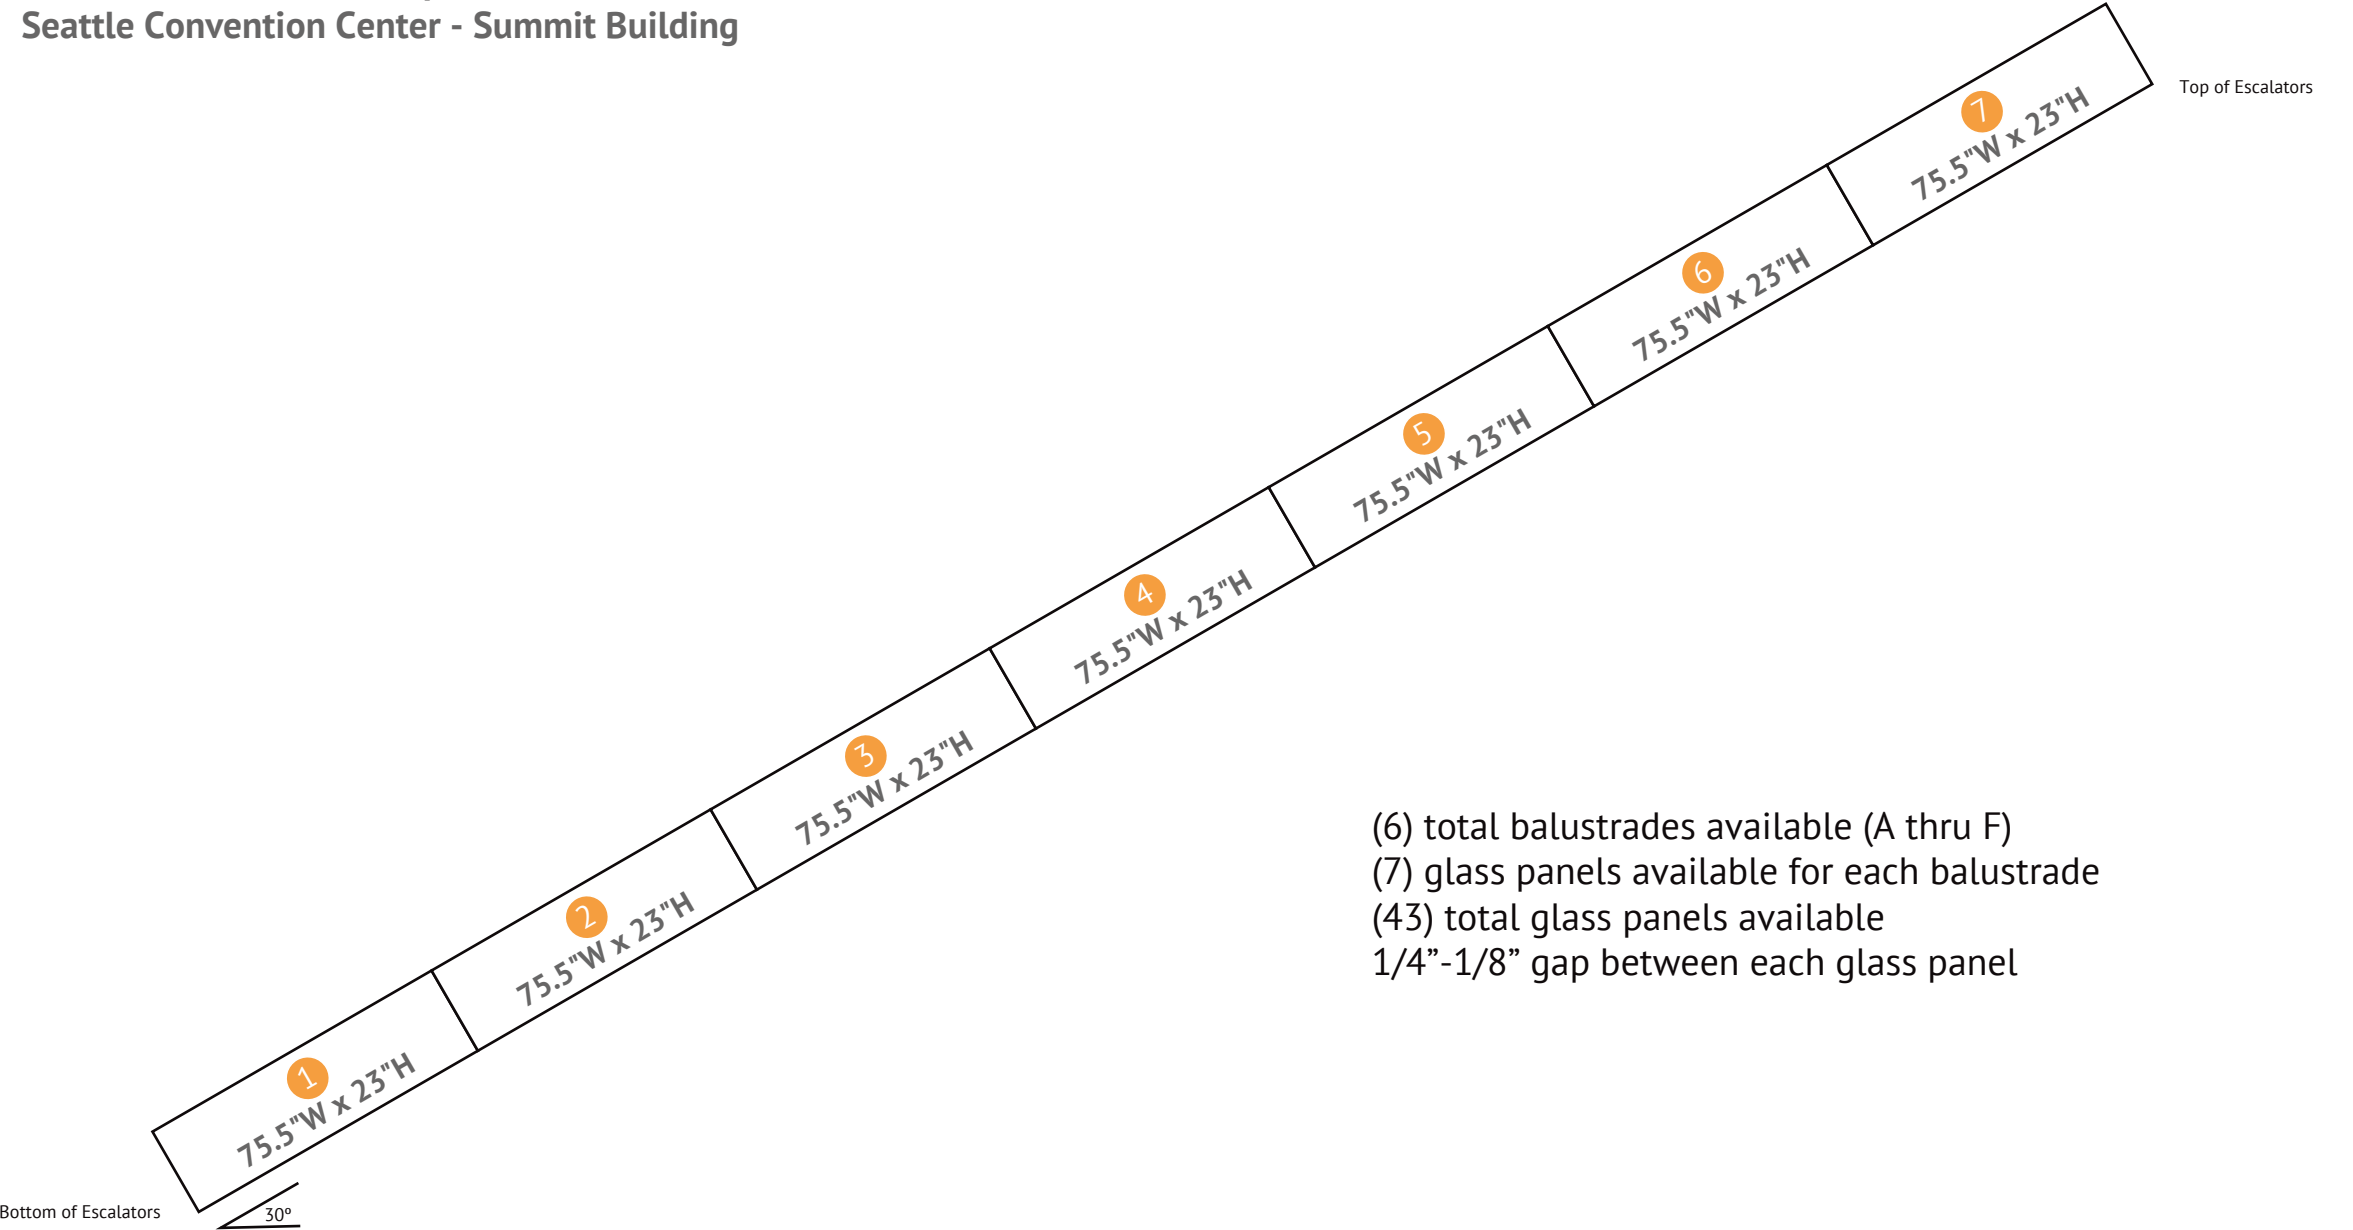 Seattle Convention Center - Summit Building
Top of Escalators
7
75.5"W x 23"H
6
75.5"W x 23"H
5
75.5"W x 23"H
4
75.5"W x 23"H
3
75.5"W x 23"H
2
75.5"W x 23"H
1
75.5"W x 23"H
(6) total balustrades available (A thru F)
(7) glass panels available for each balustrade
(43) total glass panels available
1/4”-1/8” gap between each glass panel
Bottom of Escalators
30º